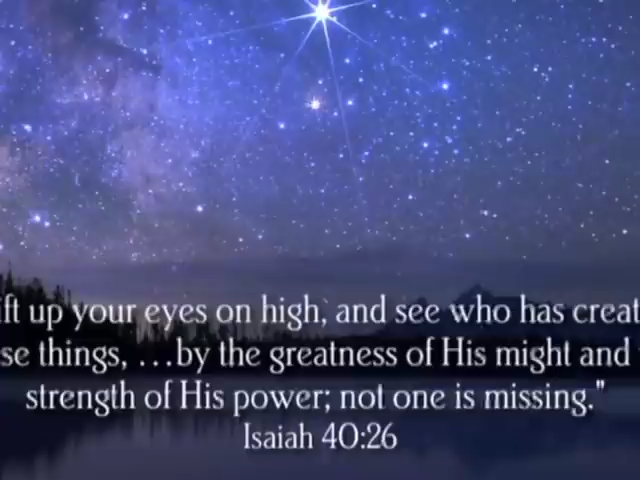 ift up your eyes on high, and see who has creat
se things, ...by the greatness of His might and
strength of His power; not one is missing."
Isaiah 40:26